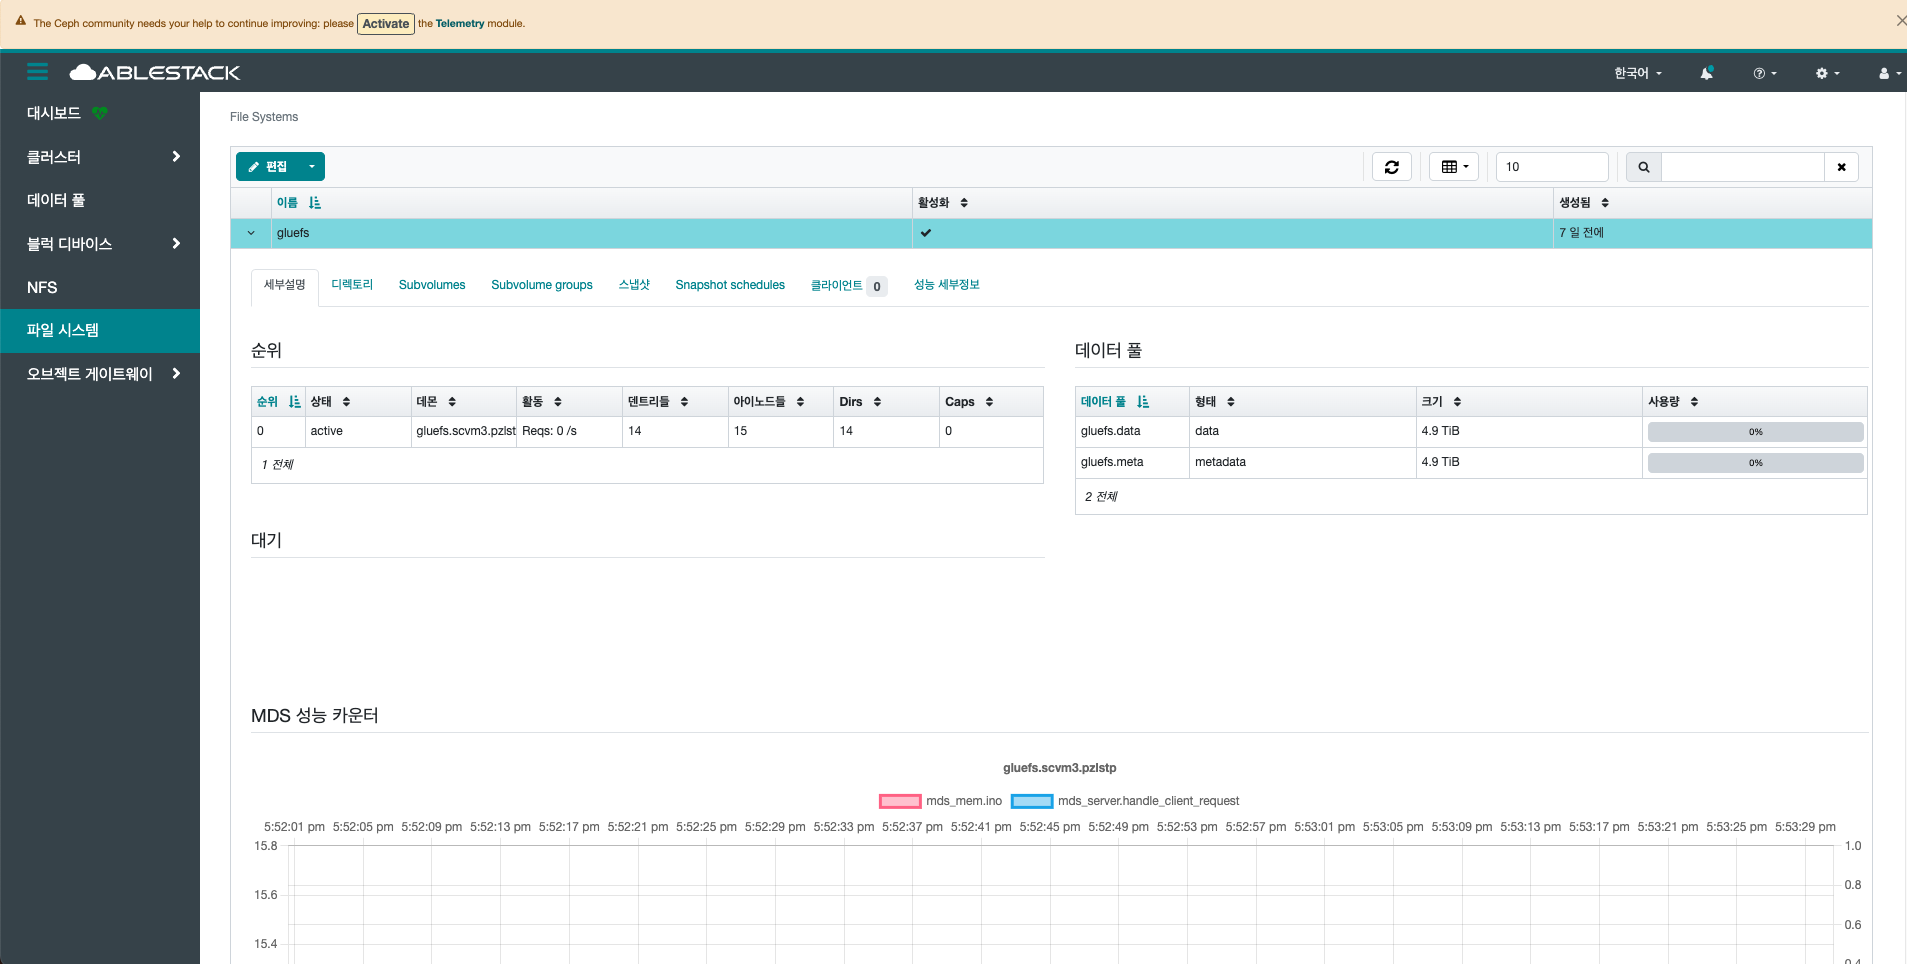 The Ceph community needs your help to continue improving: please Activate the Telemetry module.
ABLESTACK
한국어
대시보드
클러스터
데이터 풀
블럭 디바이스
NFS
파일 시스템
오브젝트 게이트웨이
File Systems
편집
10
이름 활성화 생성됨
gluefs 7 일 전에
세부설명 디렉토리 Subvolumes Subvolume groups 스냅샷 Snapshot schedules 클라이언트 0 성능 세부정보
순위
순위 상태 데몬 활동 덴트리들 아이노드들 Dirs Caps
0 active gluefs.scvm3.pzlst Reqs: 0 /s 14 15 14 0
1 전체
데이터 풀
데이터 풀 형태 크기 사용량
gluefs.data data 4.9 TiB 0%
gluefs.meta metadata 4.9 TiB 0%
2 전체
대기
MDS 성능 카운터
gluefs.scvm3.pzlstp
mds_mem.ino mds_server.handle_client_request
5:52:01 pm 5:52:05 pm 5:52:09 pm 5:52:13 pm 5:52:17 pm 5:52:21 pm 5:52:25 pm 5:52:29 pm 5:52:33 pm 5:52:37 pm 5:52:41 pm 5:52:45 pm 5:52:49 pm 5:52:53 pm 5:52:57 pm 5:53:01 pm 5:53:05 pm 5:53:09 pm 5:53:13 pm 5:53:17 pm 5:53:21 pm 5:53:25 pm 5:53:29 pm
15.8 1.0
0.8
15.6
0.6
15.4
0.4